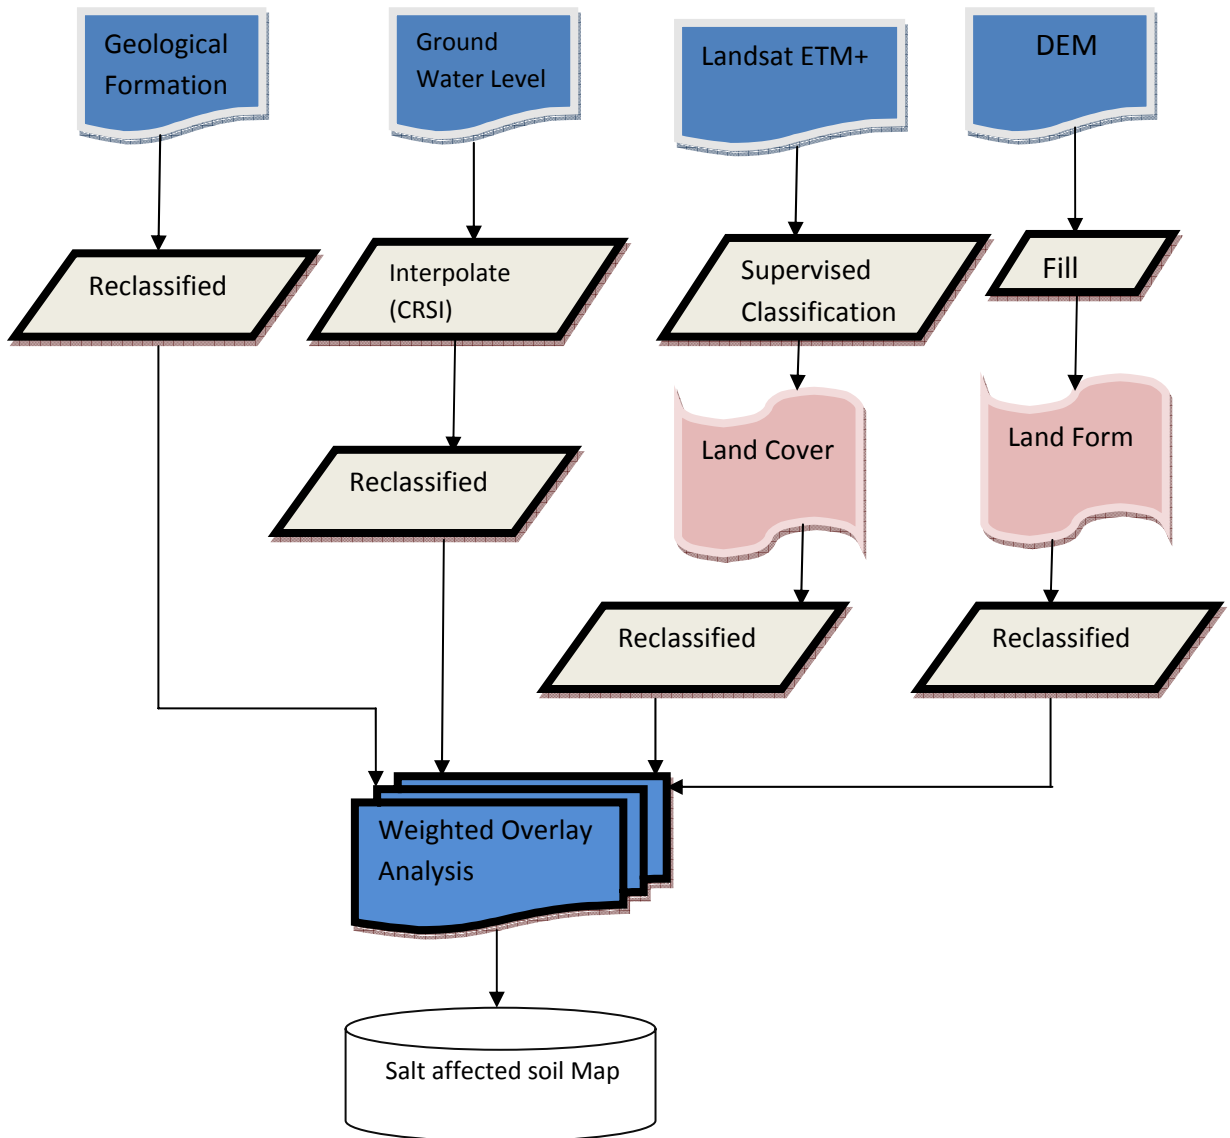 Geological
Formation
Ground
Water Level
Landsat ETM+
DEM
Reclassified
Interpolate
(CRSI)
Supervised
Classification
Fill
Reclassified
Land Cover
Land Form
Reclassified
Reclassified
Weighted Overlay
Analysis
Salt affected soil Map